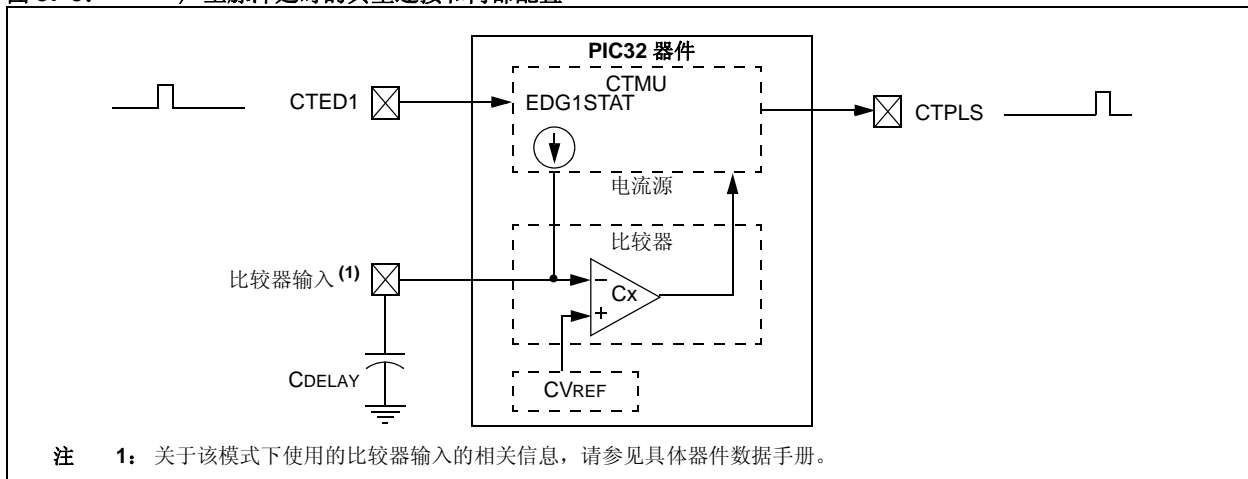 PIC32 器件
CTMU
CTED1
EDG1STAT
CTPLS
电流源
比较器
比较器输入 (1)
Cx
CDELAY
CVREF
注 1： 关于该模式下使用的比较器输入的相关信息，请参见具体器件数据手册。